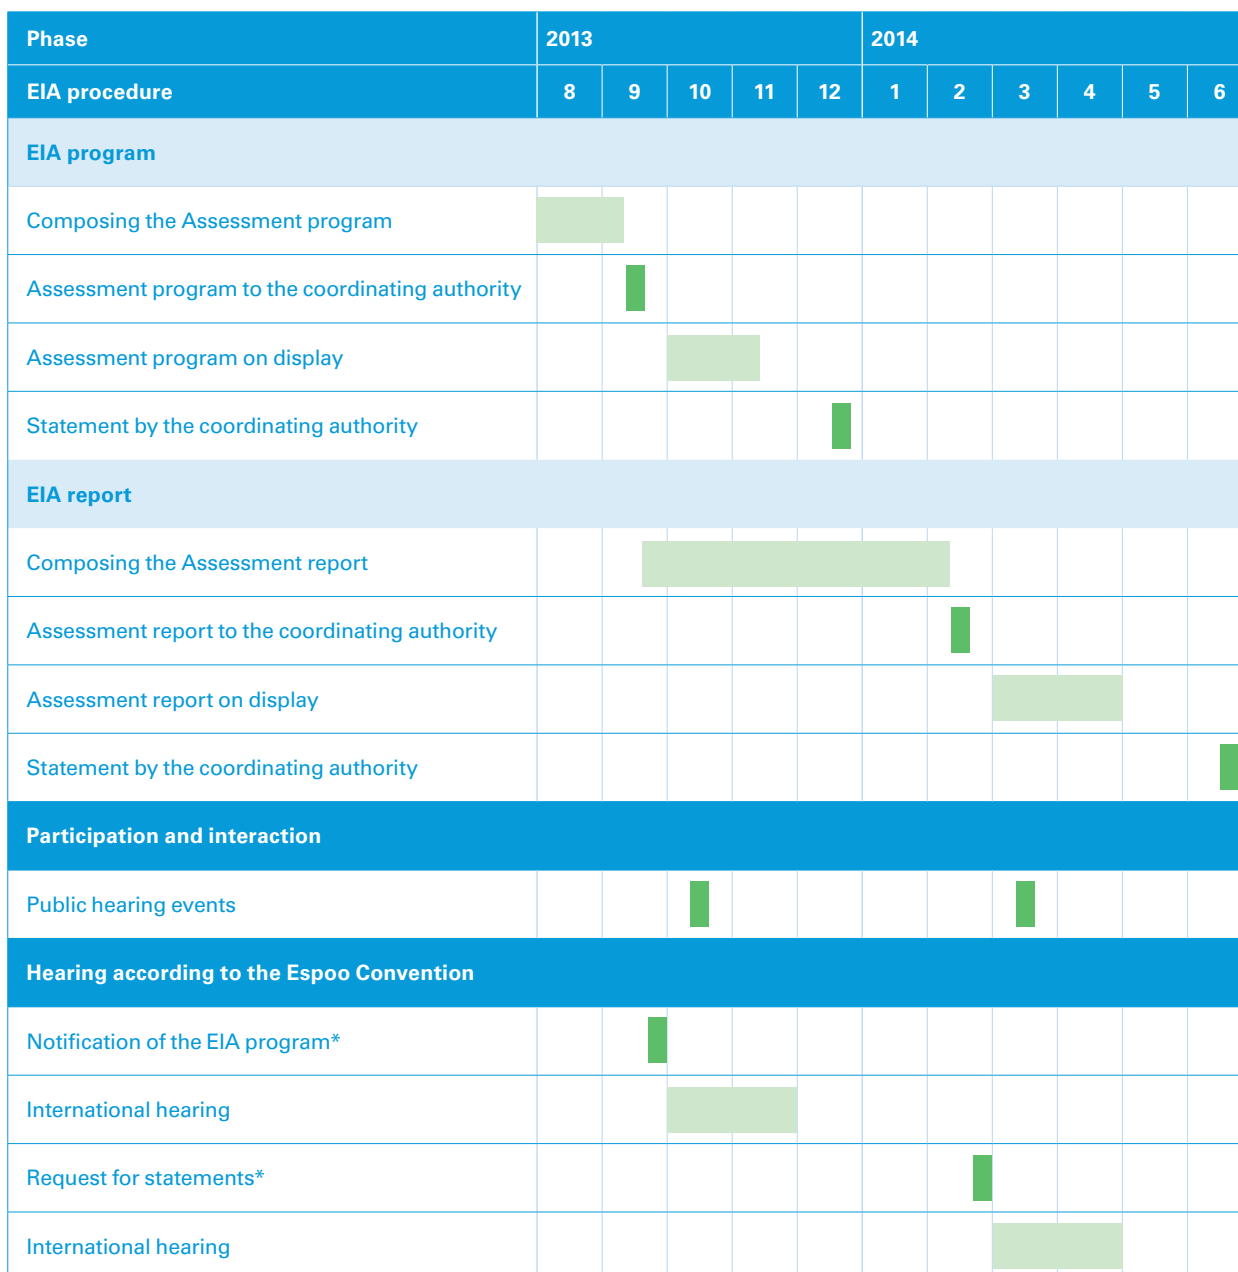 Phase 2013 2014
EIA procedure 8 9 10 11 12 1 2 3 4 5 6
EIA program
Composing the Assessment program
Assessment program to the coordinating authority
Assessment program on display
Statement by the coordinating authority
EIA report
Composing the Assessment report
Assessment report to the coordinating authority
Assessment report on display
Statement by the coordinating authority
Participation and interaction
Public hearing events
Hearing according to the Espoo Convention
Notification of the EIA program*
International hearing
Request for statements*
International hearing